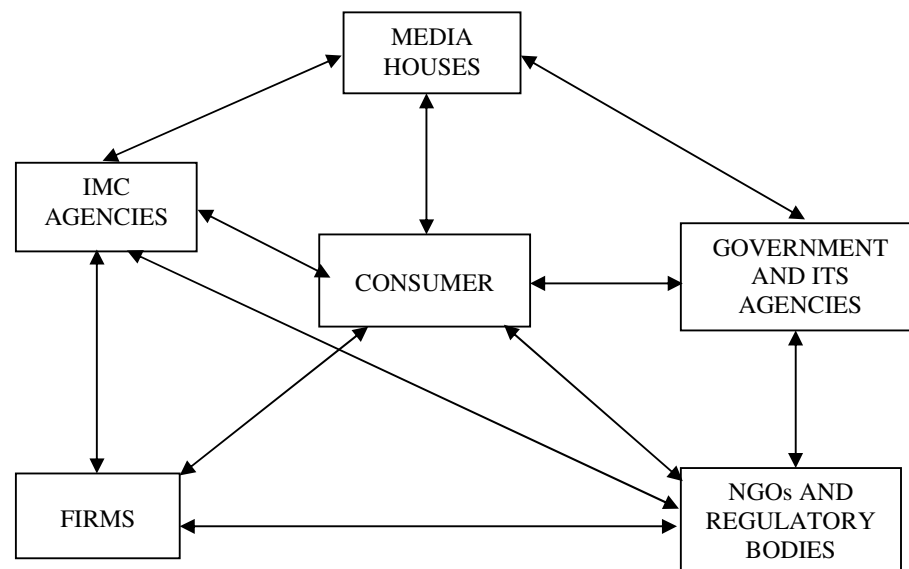 MEDIA
HOUSES
IMC
AGENCIES
CONSUMER
GOVERNMENT
AND ITS
AGENCIES
FIRMS
NGOs AND
REGULATORY
BODIES